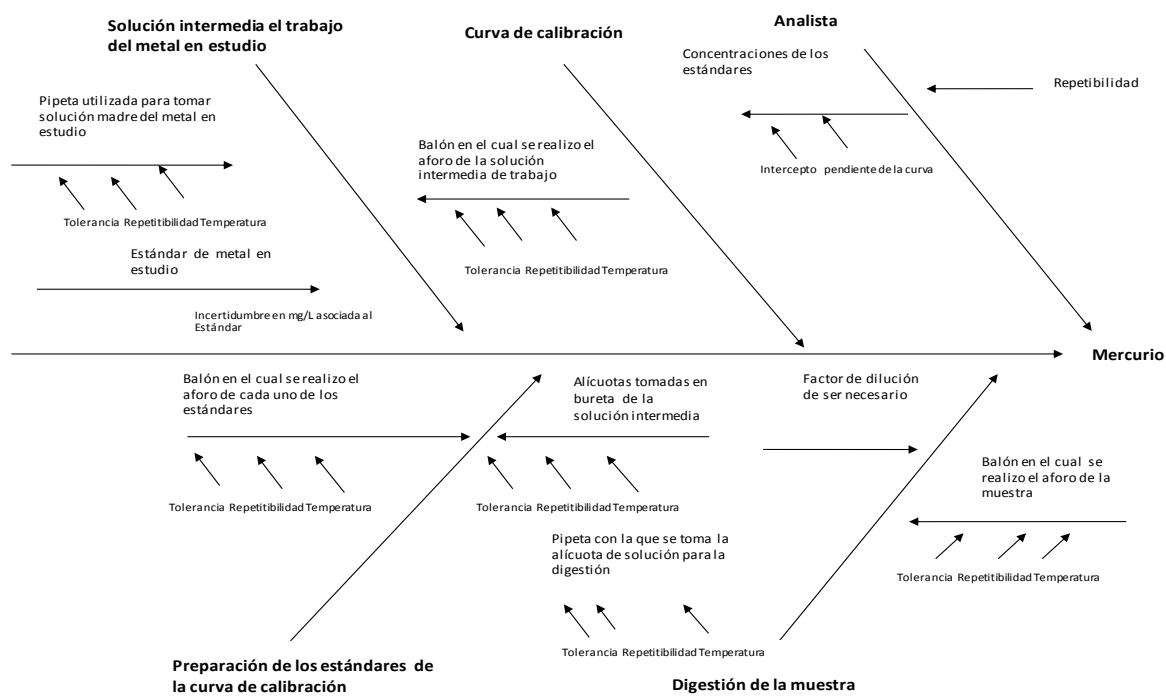 Solución intermedia el trabajo
del metal en estudio
Curva de calibración
Analista
Concentraciones de los
estándares
Repetibilidad
Pipeta utilizada para tomar
solución madre del metal en
estudio
Intercepto pendiente de la curva
Balón en el cual se realizo el
aforo de la solución
intermedia de trabajo
Tolerancia Repetitibilidad Temperatura
Estándar de metal en
estudio
Tolerancia Repetitibilidad Temperatura
Incertidumbre en mg/L asociada al
Estándar
Mercurio
Balón en el cual se realizo el
aforo de cada uno de los
estándares
Alícuotas tomadas en
bureta de la
solución intermedia
Factor de dilución
de ser necesario
Balón en el cual se
realizo el aforo de la
muestra
Tolerancia Repetitibilidad Temperatura
Tolerancia Repetitibilidad Temperatura
Pipeta con la que se toma la
alícuota de solución para la
digestión
Tolerancia Repetitibilidad Temperatura
Tolerancia Repetitibilidad Temperatura
Preparación de los estándares de
la curva de calibración
Digestión de la muestra